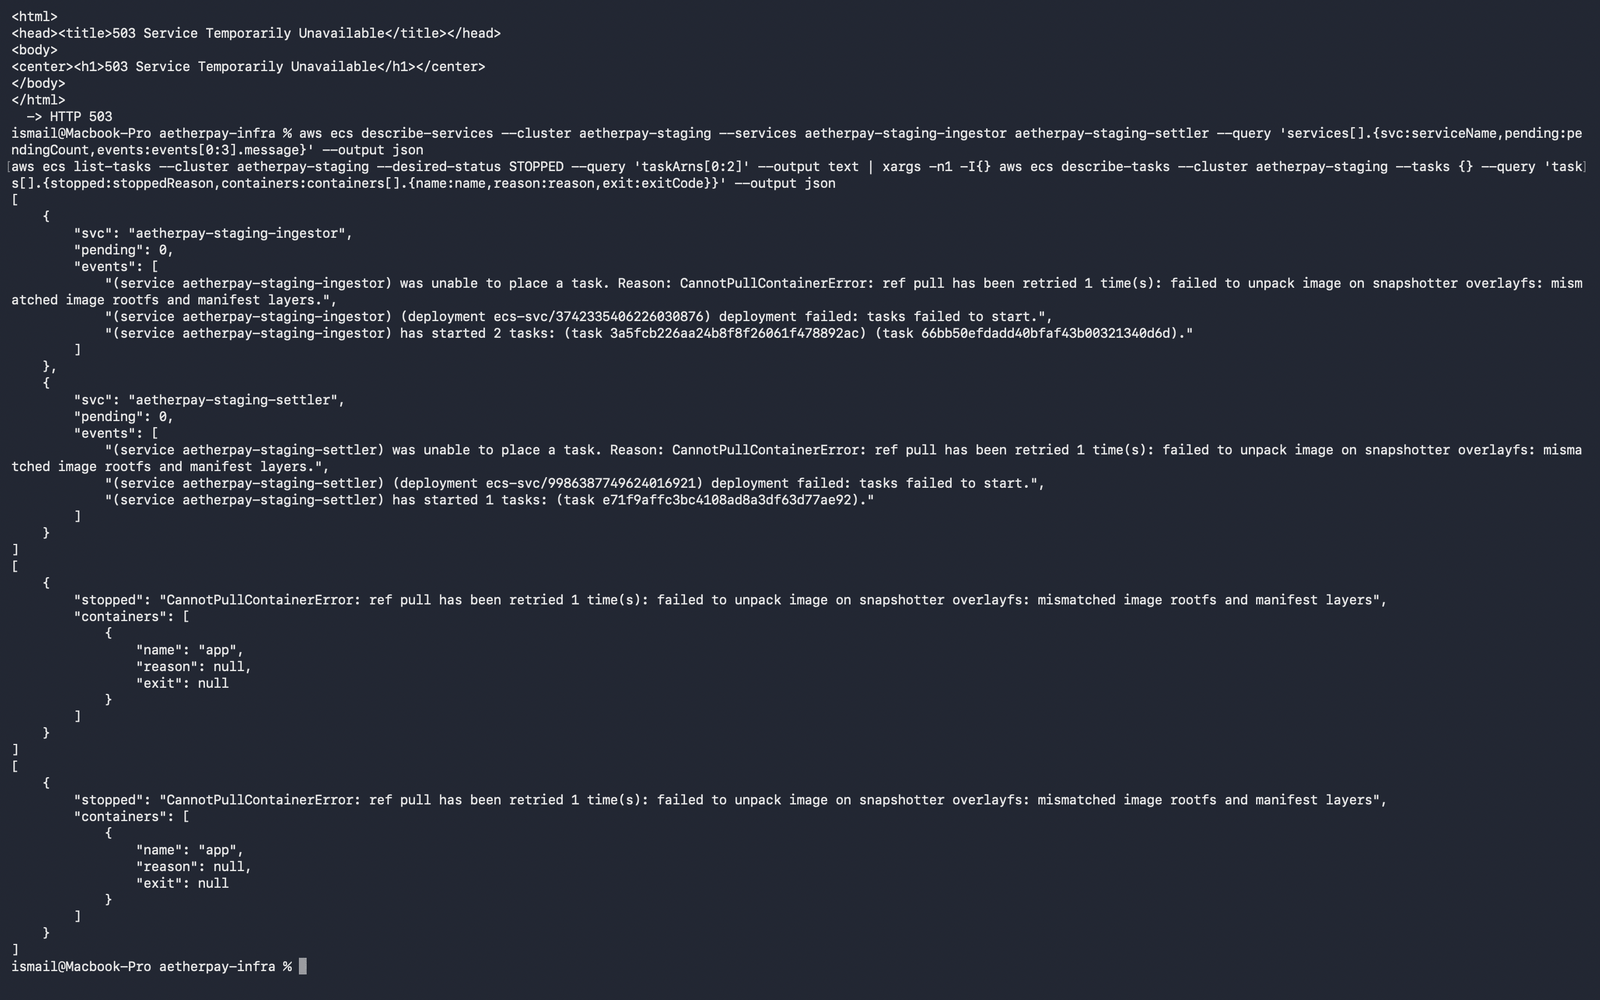 <html>
<head><title>503 Service Temporarily Unavailable</title></head>
<body>
<center><h1>503 Service Temporarily Unavailable</h1></center>
</body>
</html>
  -> HTTP 503
ismail@Macbook-Pro aetherpay-infra % aws ecs describe-services --cluster aetherpay-staging --services aetherpay-staging-ingestor aetherpay-staging-settler --query 'services[].{svc:serviceName,pending:pe
ndingCount,events:events[0:3].message}' --output json
[aws ecs list-tasks --cluster aetherpay-staging --desired-status STOPPED --query 'taskArns[0:2]' --output text | xargs -n1 -I{} aws ecs describe-tasks --cluster aetherpay-staging --tasks {} --query 'task]
s[].{stopped:stoppedReason,containers:containers[].{name:name,reason:reason,exit:exitCode}}' --output json
[
    {
        "svc": "aetherpay-staging-ingestor",
        "pending": 0,
        "events": [
            "(service aetherpay-staging-ingestor) was unable to place a task. Reason: CannotPullContainerError: ref pull has been retried 1 time(s): failed to unpack image on snapshotter overlayfs: mism
atched image rootfs and manifest layers.",
            "(service aetherpay-staging-ingestor) (deployment ecs-svc/3742335406226030876) deployment failed: tasks failed to start.",
            "(service aetherpay-staging-ingestor) has started 2 tasks: (task 3a5fcb226aa24b8f8f26061f478892ac) (task 66bb50efdadd40bfaf43b00321340d6d)."
        ]
    },
    {
        "svc": "aetherpay-staging-settler",
        "pending": 0,
        "events": [
            "(service aetherpay-staging-settler) was unable to place a task. Reason: CannotPullContainerError: ref pull has been retried 1 time(s): failed to unpack image on snapshotter overlayfs: misma
tched image rootfs and manifest layers.",
            "(service aetherpay-staging-settler) (deployment ecs-svc/9986387749624016921) deployment failed: tasks failed to start.",
            "(service aetherpay-staging-settler) has started 1 tasks: (task e71f9affc3bc4108ad8a3df63d77ae92)."
        ]
    }
]
[
    {
        "stopped": "CannotPullContainerError: ref pull has been retried 1 time(s): failed to unpack image on snapshotter overlayfs: mismatched image rootfs and manifest layers",
        "containers": [
            {
                "name": "app",
                "reason": null,
                "exit": null
            }
        ]
    }
]
[
    {
        "stopped": "CannotPullContainerError: ref pull has been retried 1 time(s): failed to unpack image on snapshotter overlayfs: mismatched image rootfs and manifest layers",
        "containers": [
            {
                "name": "app",
                "reason": null,
                "exit": null
            }
        ]
    }
]
ismail@Macbook-Pro aetherpay-infra %